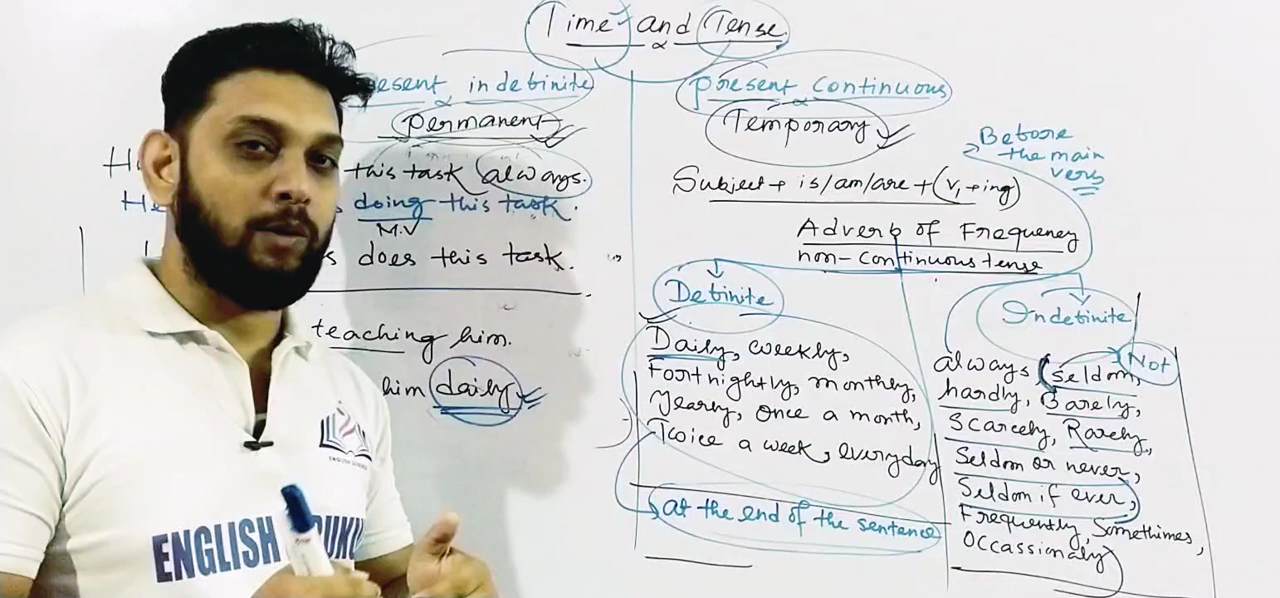 Time and Tense
esent indefinite
permanent
this task always.
He doing this task.
M.V
s does this task.
teaching him.
him daily
present continuous
Temporary
Before
the main
verb
Subject + is/am/are + (V1 + ing)
Adverb of Frequency
non-continuous tense
Definite
Daily, weekly,
Fortnightly, monthly,
Yearly, once a month,
Twice a week, everyday
at the end of the sentence
Indefinite
Not
always, seldom,
hardly, Barely,
Scarcely, Rarely,
Seldom or never,
Seldom if ever,
Frequently, Somethimes,
Occassionaly
ENGLISH